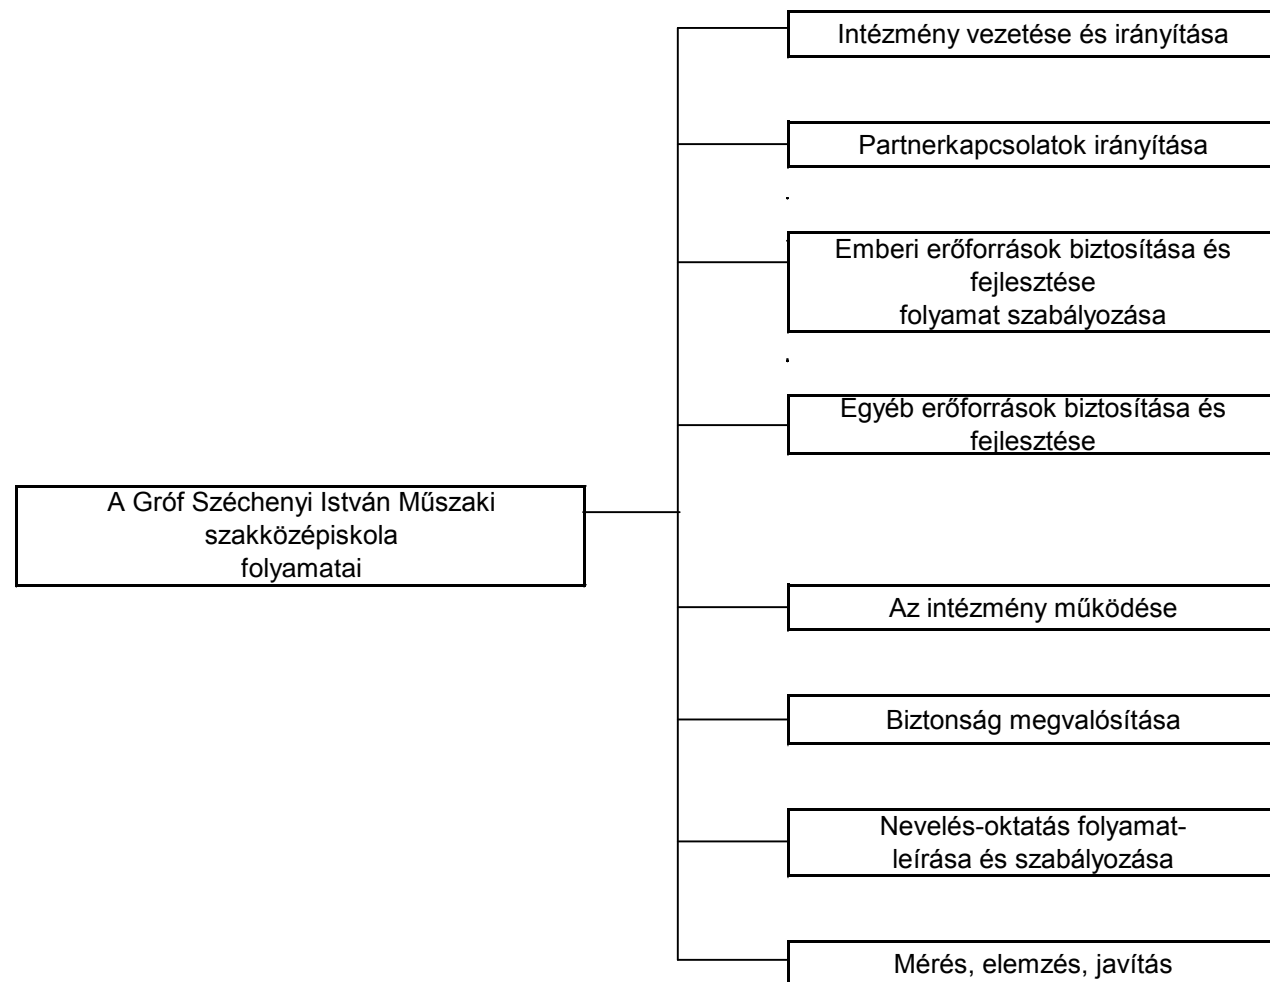 Intézmény vezetése és irányítása
Partnerkapcsolatok irányítása
Emberi erőforrások biztosítása és
fejlesztése
folyamat szabályozása
Egyéb erőforrások biztosítása és
fejlesztése
A Gróf Széchenyi István Műszaki
szakközépiskola
folyamatai
Az intézmény működése
Biztonság megvalósítása
Nevelés-oktatás folyamat-
leírása és szabályozása
Mérés, elemzés, javítás